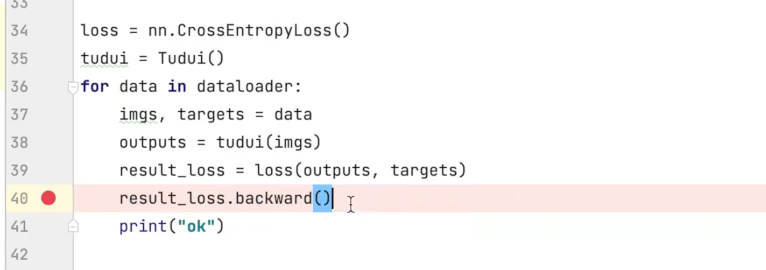 33
34 loss = nn.CrossEntropyLoss()
35 tudui = Tudui()
36 for data in dataloader:
37 imgs, targets = data
38 outputs = tudui(imgs)
39 result_loss = loss(outputs, targets)
40 result_loss.backward()
41 print("ok")
42